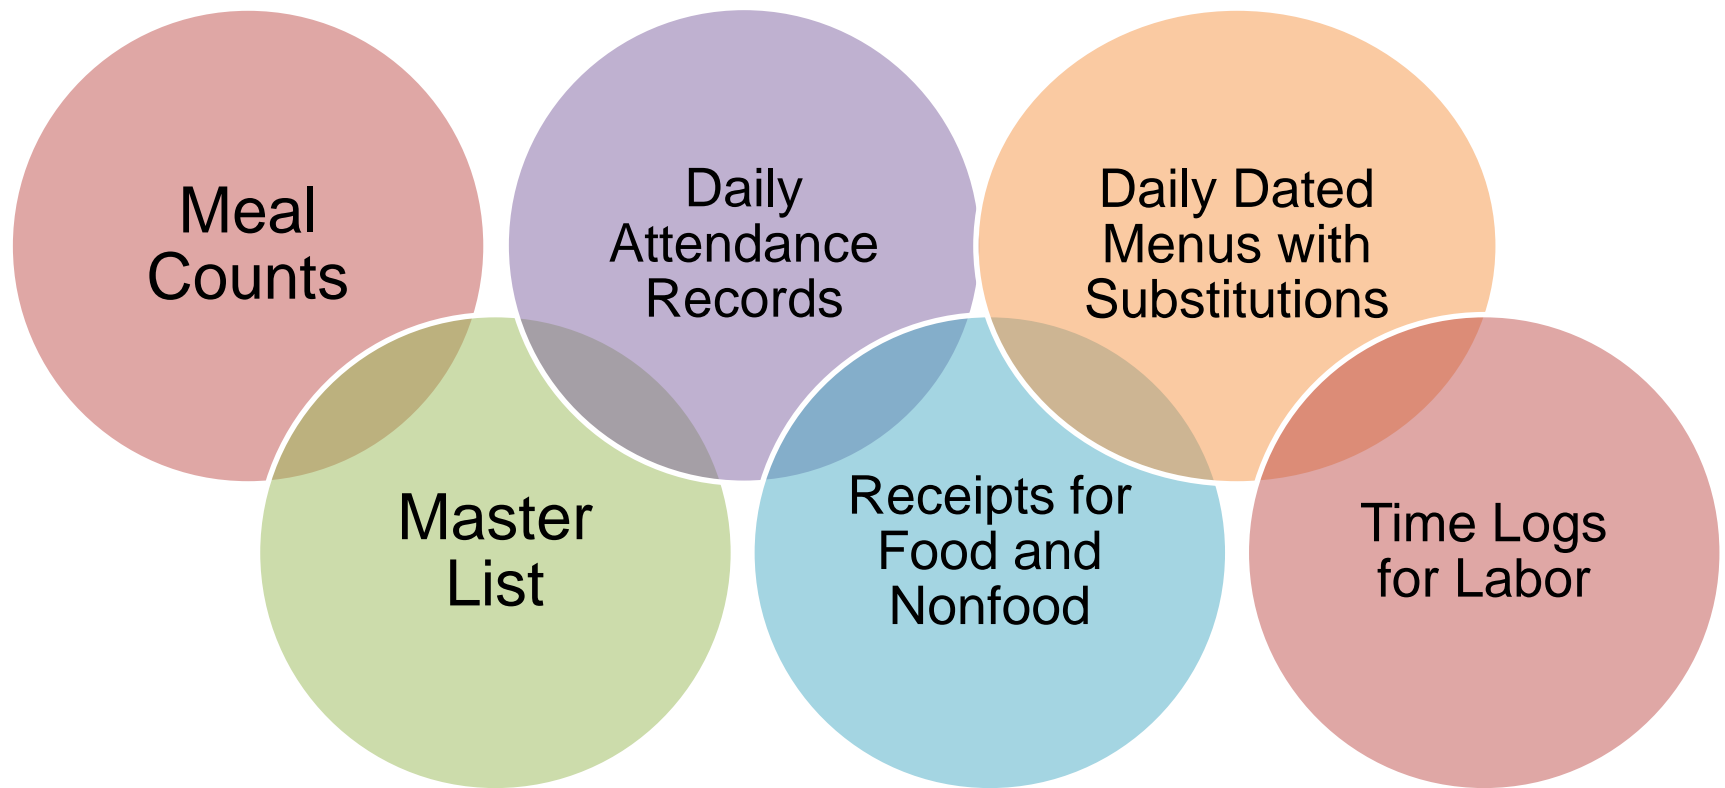 Meal
Counts
Master
List
Daily
Attendance
Records
Receipts for
Food and
Nonfood
Daily Dated
Menus with
Substitutions
Time Logs
for Labor